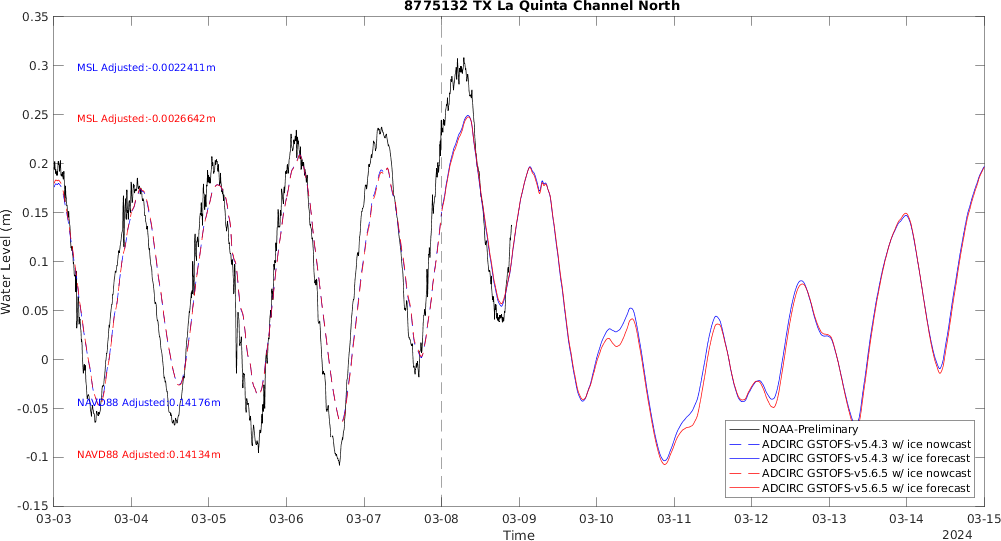 8775132 TX La Quinta Channel North
0.35
0.3
0.25
0.2
0.15
0.1
0.05
0
-0.05
-0.1
-0.15
Water Level (m)
MSL Adjusted:-0.0022411m
MSL Adjusted:-0.0026642m
NAVD88 Adjusted:0.14176m
NAVD88 Adjusted:0.14134m
NOAA-Preliminary
ADCIRC GSTOFS-v5.4.3 w/ ice nowcast
ADCIRC GSTOFS-v5.4.3 w/ ice forecast
ADCIRC GSTOFS-v5.6.5 w/ ice nowcast
ADCIRC GSTOFS-v5.6.5 w/ ice forecast
03-03 03-04 03-05 03-06 03-07 03-08 03-09 03-10 03-11 03-12 03-13 03-14 03-15
Time
2024